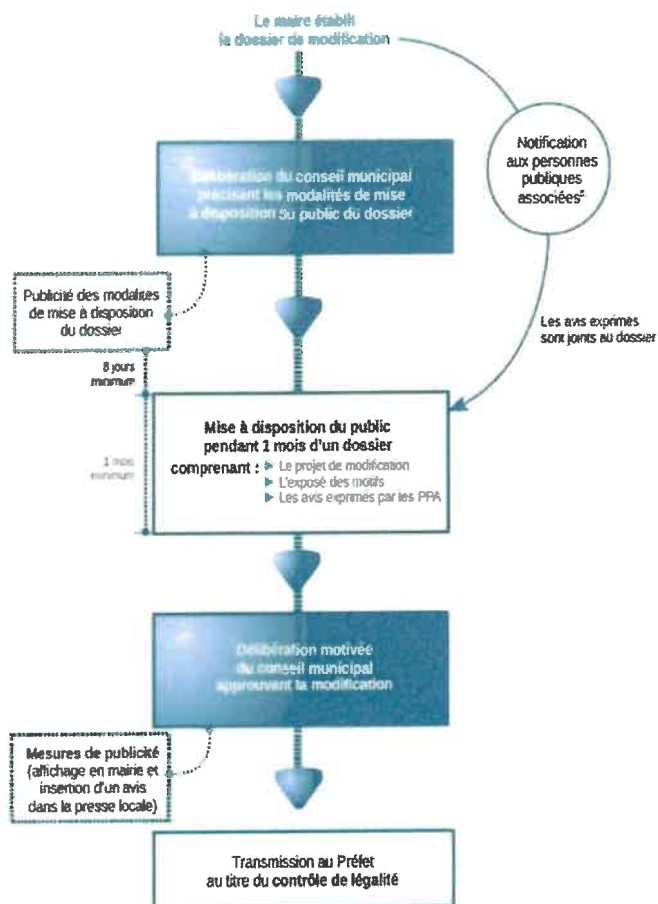 Le maire établit
le dossier de modification
Notification
aux personnes
publiques
associées⁵
Délibération du conseil municipal
précisant les modalités de mise
à disposition du public du dossier
Publicité des modalités
de mise à disposition
du dossier
Les avis exprimés
sont joints au dossier
8 jours
minimum
1 mois
minimum
Mise à disposition du public
pendant 1 mois d'un dossier
comprenant : ► Le projet de modification
► L'exposé des motifs
► Les avis exprimés par les PPA
Délibération motivée
du conseil municipal
approuvant la modification
Mesures de publicité
(affichage en mairie et
insertion d'un avis
dans la presse locale)
Transmission au Préfet
au titre du contrôle de légalité